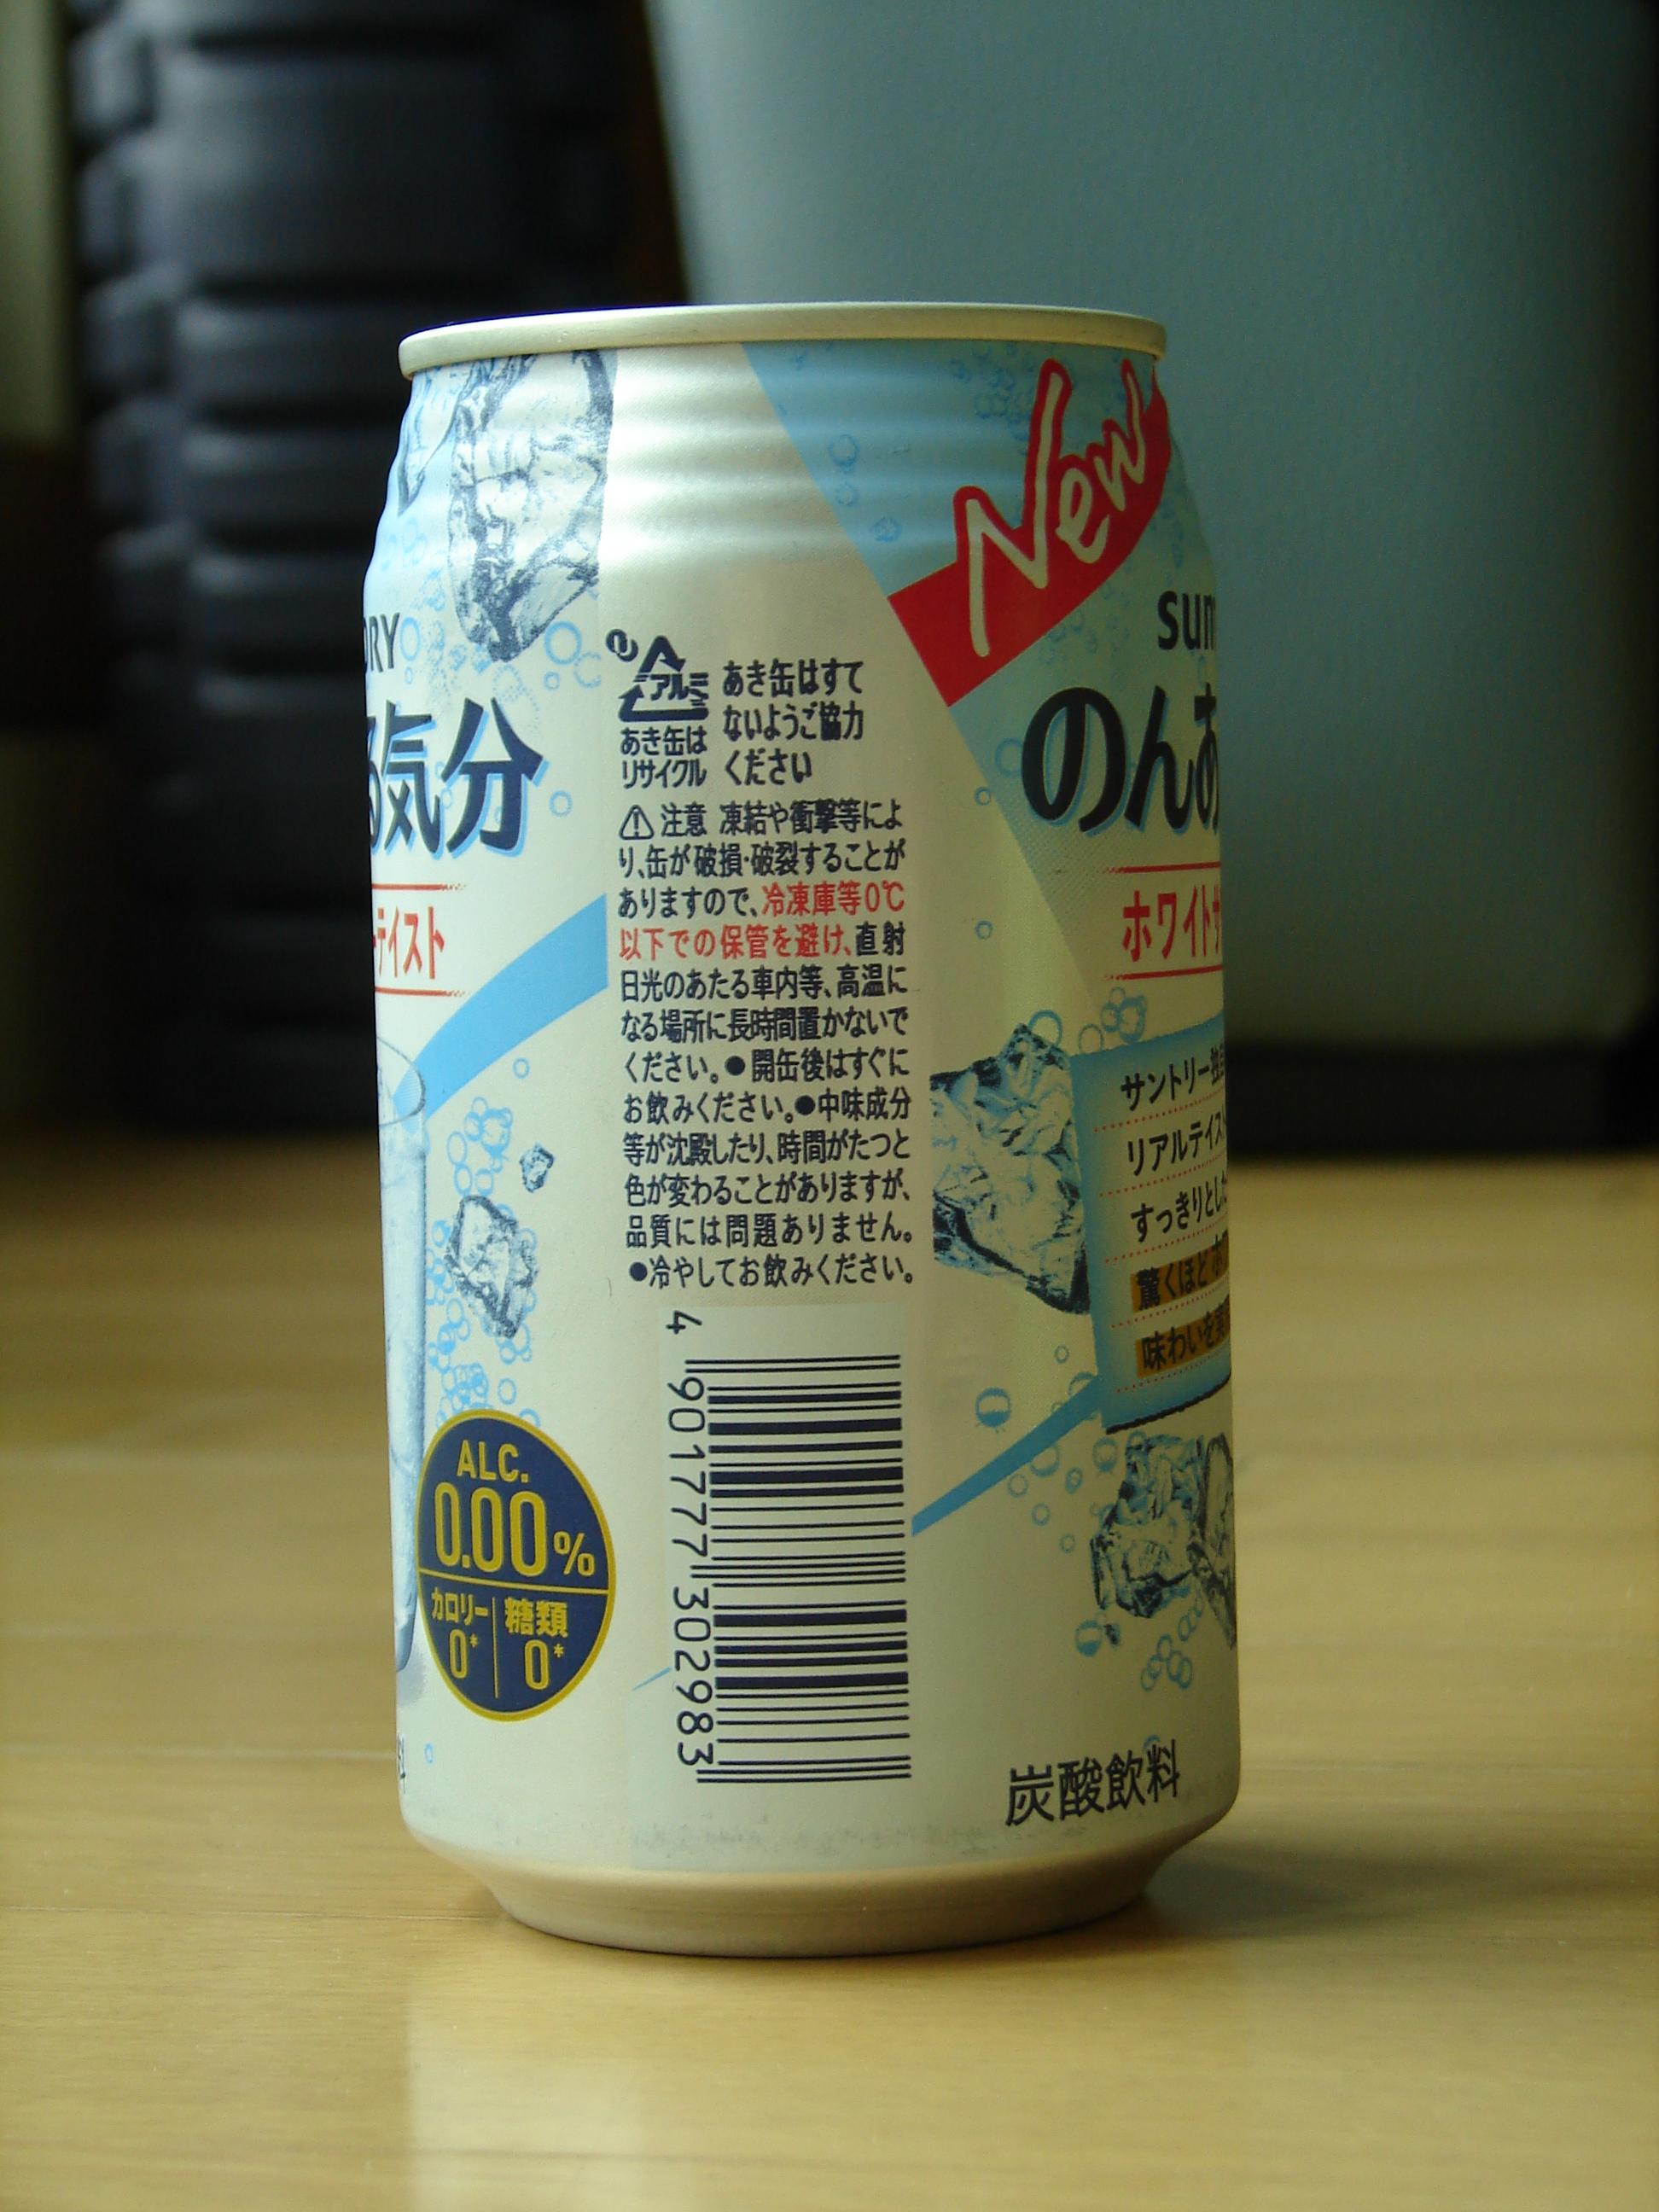 る気分
テイスト
ALC.
0.00%
カロリー 0*
糖類 0*
アルミ
あき缶は
リサイクル
あき缶はすて
ないようご協力
ください
注意 凍結や衝撃等によ
り、缶が破損・破裂することが
ありますので、冷凍庫等0℃
以下での保管を避け、直射
日光のあたる車内等、高温に
なる場所に長時間置かないで
ください。●開缶後はすぐに
お飲みください。●中味成分
等が沈殿したり、時間がたつと
色が変わることがありますが、
品質には問題ありません。
●冷やしてお飲みください。
4 901777 302983
New
sun
のんあ
ホワイト
サントリー独自
リアルテイスト
すっきりとした
驚くほど
味わいを
炭酸飲料